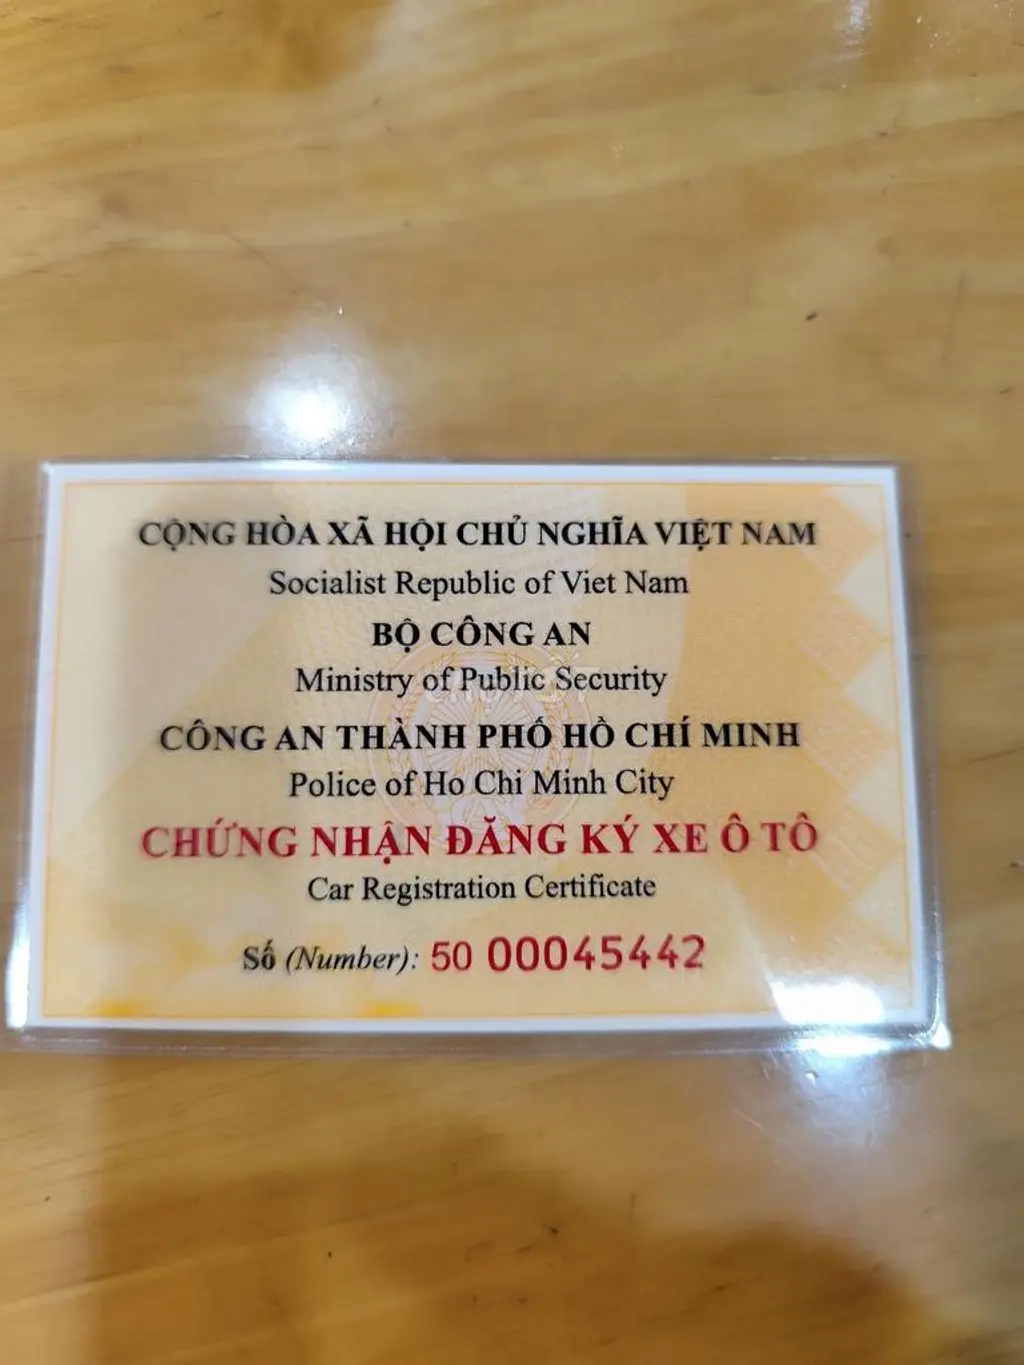 CỘNG HÒA XÃ HỘI CHỦ NGHĨA VIỆT NAM
Socialist Republic of Viet Nam
BỘ CÔNG AN
Ministry of Public Security
CÔNG AN THÀNH PHỐ HỒ CHÍ MINH
Police of Ho Chi Minh City
CHỨNG NHẬN ĐĂNG KÝ XE Ô TÔ
Car Registration Certificate
Số (Number): 50 00045442